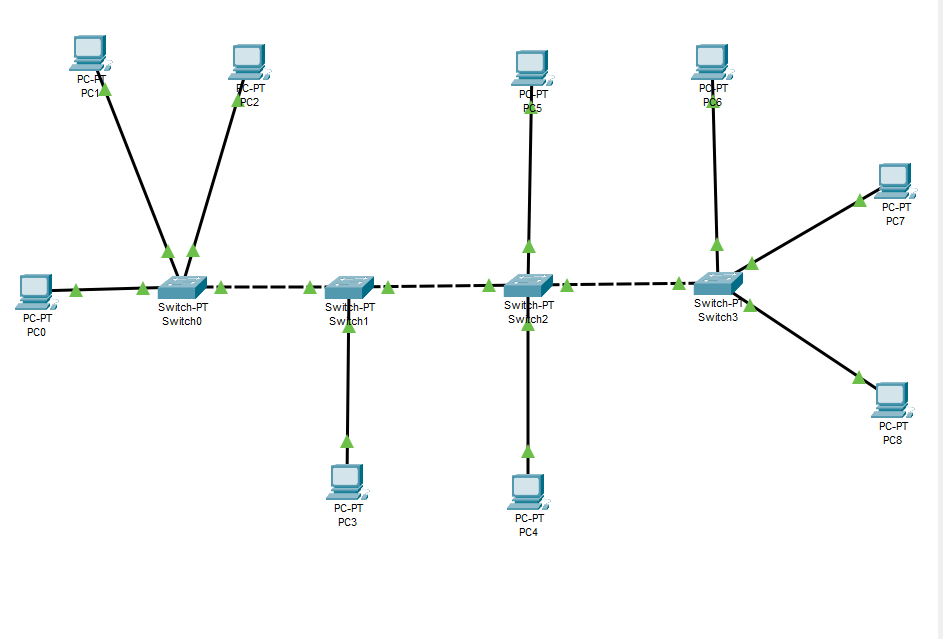 PC-PT
PC1
PC-PT
PC2
PC-PT
PC5
PC-PT
PC6
PC-PT
PC7
PC-PT
PC0
Switch-PT
Switch0
Switch-PT
Switch1
Switch-PT
Switch2
Switch-PT
Switch3
PC-PT
PC8
PC-PT
PC3
PC-PT
PC4